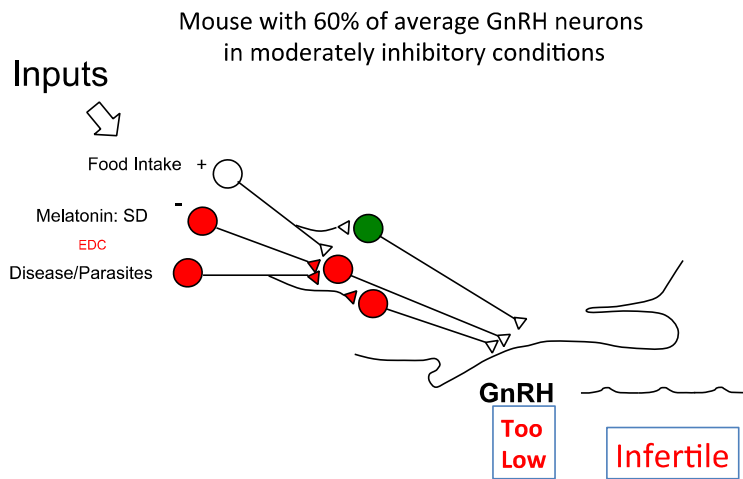 Mouse with 60% of average GnRH neurons
in moderately inhibitory conditions
Inputs
Food Intake +
Melatonin: SD -
EDC
Disease/Parasites
GnRH
Too
Low
Infertile